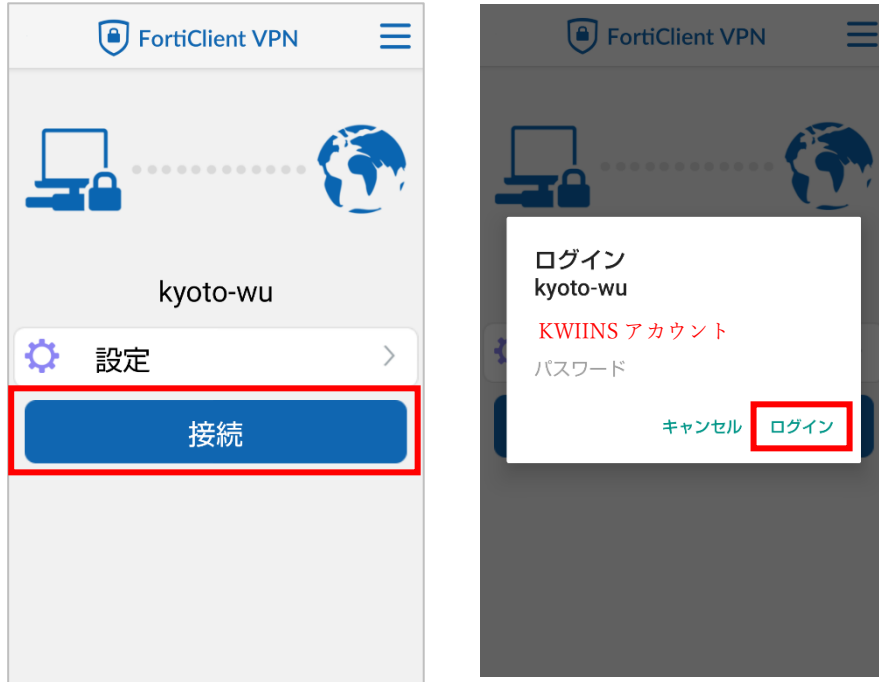 FortiClient VPN
kyoto-wu
設定
接続
FortiClient VPN
ログイン
kyoto-wu
KWIINS アカウント
パスワード
キャンセル ログイン